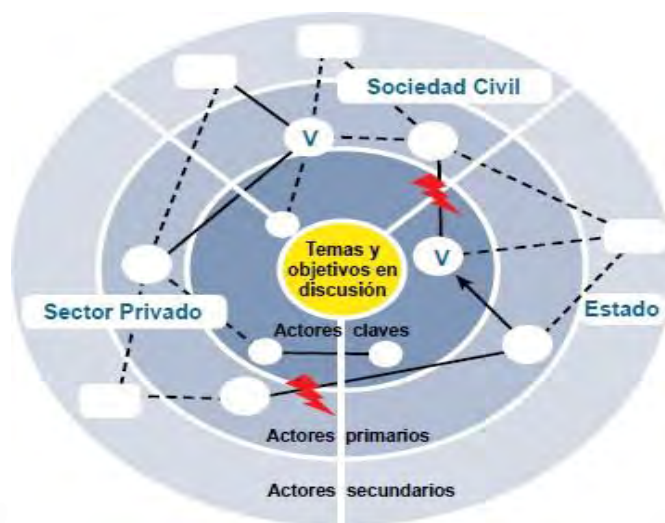 Sociedad Civil
V
V
Temas y
objetivos en
discusión
Sector Privado
Estado
Actores claves
Actores primarios
Actores secundarios